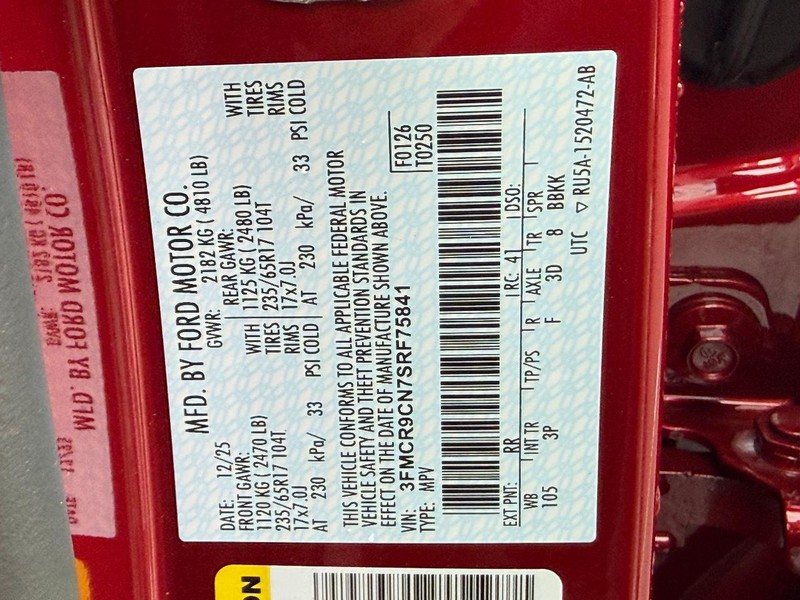 MFD. BY FORD MOTOR CO.
DATE: 12/25 GVWR: 2182 KG ( 4810 LB)
FRONT GAWR: REAR GAWR: WITH
1120 KG ( 2470 LB) WITH 1125 KG ( 2480 LB) TIRES
235/65R17 104T TIRES 235/65R17 104T RIMS
17x7.0J RIMS 17x7.0J
AT 230 kPa/ 33 PSI COLD AT 230 kPa/ 33 PSI COLD
THIS VEHICLE CONFORMS TO ALL APPLICABLE FEDERAL MOTOR
VEHICLE SAFETY AND THEFT PREVENTION STANDARDS IN
EFFECT ON THE DATE OF MANUFACTURE SHOWN ABOVE.
VIN: 3FMCR9CN7SRF75841 F0126
TYPE: MPV T0250
EXT PNT: RR RC: 41 DSO:
WB INT TR TP/PS R AXLE TR SPR
105 3P F 3D 8 BBKK
UTC ▽ RU5A-1520472-AB
ON